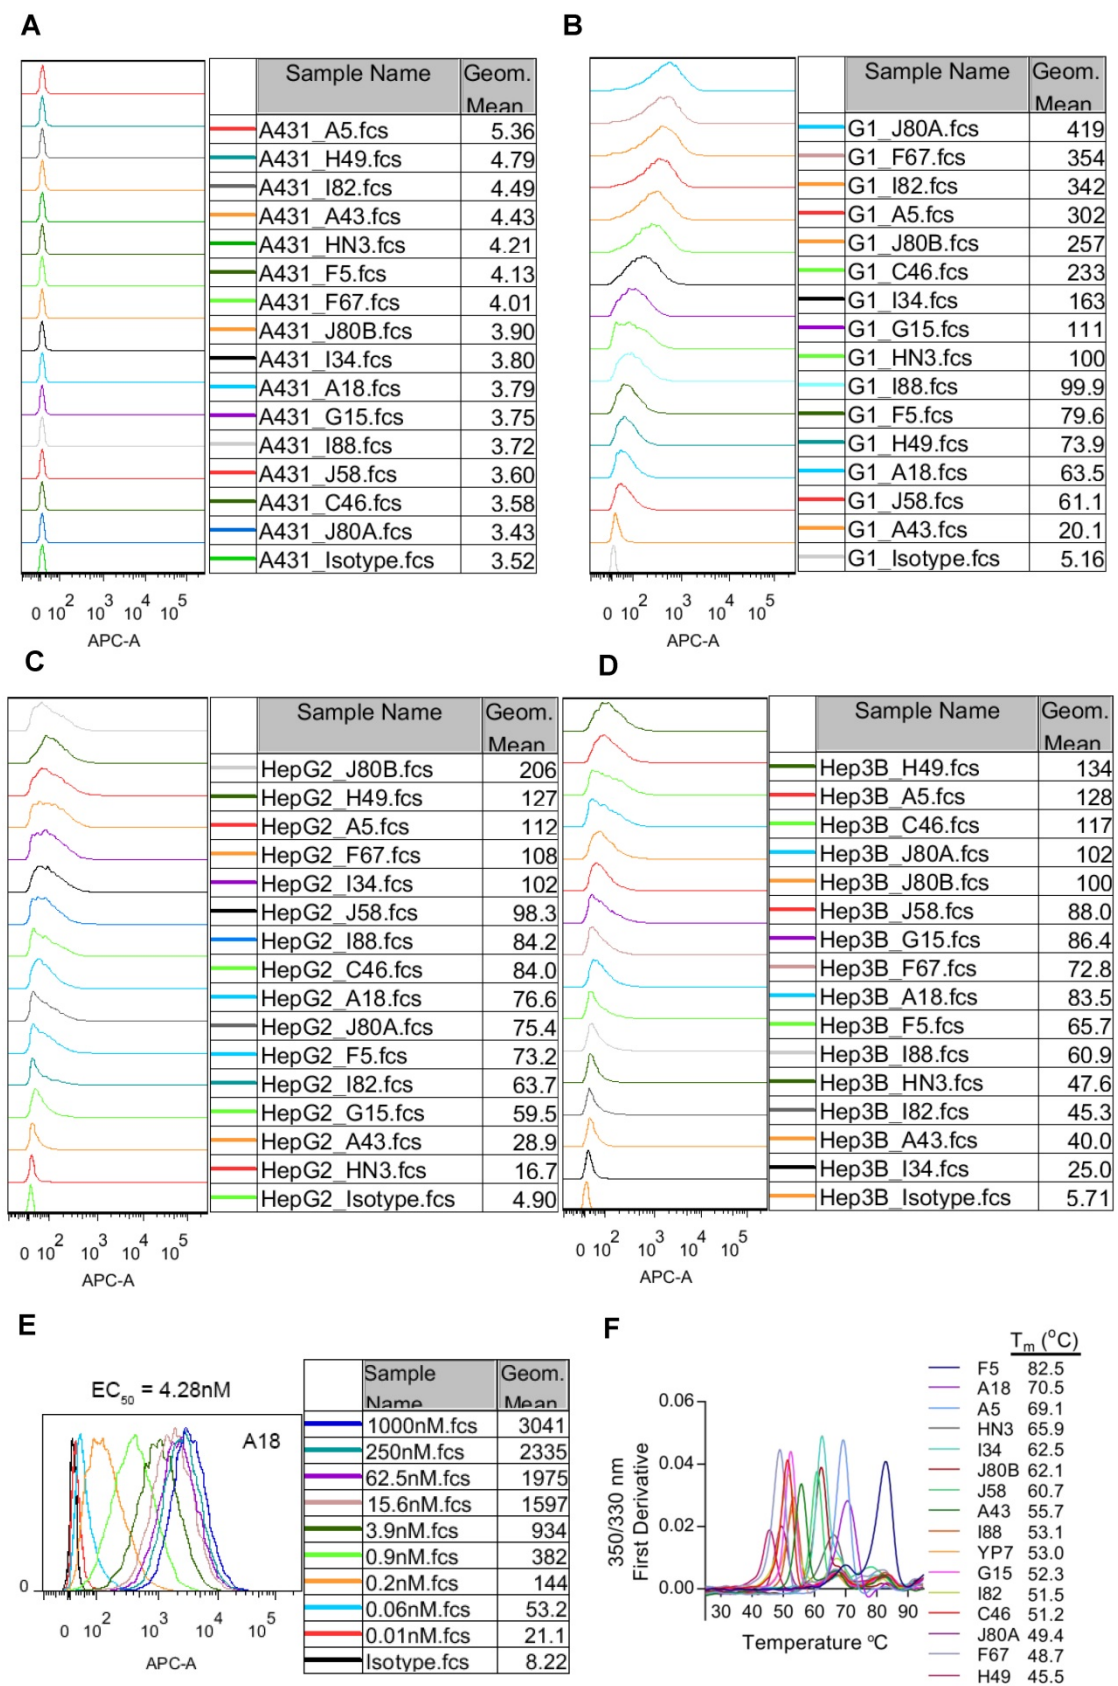 A
Sample Name Geom. Mean
A431_A5.fcs 5.36
A431_H49.fcs 4.79
A431_I82.fcs 4.49
A431_A43.fcs 4.43
A431_HN3.fcs 4.21
A431_F5.fcs 4.13
A431_F67.fcs 4.01
A431_J80B.fcs 3.90
A431_I34.fcs 3.80
A431_A18.fcs 3.79
A431_G15.fcs 3.75
A431_I88.fcs 3.72
A431_J58.fcs 3.60
A431_C46.fcs 3.58
A431_J80A.fcs 3.43
A431_Isotype.fcs 3.52
0 10^2 10^3 10^4 10^5
APC-A
B
Sample Name Geom. Mean
G1_J80A.fcs 419
G1_F67.fcs 354
G1_I82.fcs 342
G1_A5.fcs 302
G1_J80B.fcs 257
G1_C46.fcs 233
G1_I34.fcs 163
G1_G15.fcs 111
G1_HN3.fcs 100
G1_I88.fcs 99.9
G1_F5.fcs 79.6
G1_H49.fcs 73.9
G1_A18.fcs 63.5
G1_J58.fcs 61.1
G1_A43.fcs 20.1
G1_Isotype.fcs 5.16
0 10^2 10^3 10^4 10^5
APC-A
C
Sample Name Geom. Mean
HepG2_J80B.fcs 206
HepG2_H49.fcs 127
HepG2_A5.fcs 112
HepG2_F67.fcs 108
HepG2_I34.fcs 102
HepG2_J58.fcs 98.3
HepG2_I88.fcs 84.2
HepG2_C46.fcs 84.0
HepG2_A18.fcs 76.6
HepG2_J80A.fcs 75.4
HepG2_F5.fcs 73.2
HepG2_I82.fcs 63.7
HepG2_G15.fcs 59.5
HepG2_A43.fcs 28.9
HepG2_HN3.fcs 16.7
HepG2_Isotype.fcs 4.90
0 10^2 10^3 10^4 10^5
APC-A
D
Sample Name Geom. Mean
Hep3B_H49.fcs 134
Hep3B_A5.fcs 128
Hep3B_C46.fcs 117
Hep3B_J80A.fcs 102
Hep3B_J80B.fcs 100
Hep3B_J58.fcs 88.0
Hep3B_G15.fcs 86.4
Hep3B_F67.fcs 72.8
Hep3B_A18.fcs 83.5
Hep3B_F5.fcs 65.7
Hep3B_I88.fcs 60.9
Hep3B_HN3.fcs 47.6
Hep3B_I82.fcs 45.3
Hep3B_A43.fcs 40.0
Hep3B_I34.fcs 25.0
Hep3B_Isotype.fcs 5.71
0 10^2 10^3 10^4 10^5
APC-A
E
EC50 = 4.28nM
A18
0
0 10^2 10^3 10^4 10^5
APC-A
Sample Name Geom. Mean
1000nM.fcs 3041
250nM.fcs 2335
62.5nM.fcs 1975
15.6nM.fcs 1597
3.9nM.fcs 934
0.9nM.fcs 382
0.2nM.fcs 144
0.06nM.fcs 53.2
0.01nM.fcs 21.1
Isotype.fcs 8.22
F
350/330 nm
First Derivative
0.06
0.04
0.02
0.00
30 40 50 60 70 80 90
Temperature ºC
Tm (ºC)
F5 82.5
A18 70.5
A5 69.1
HN3 65.9
I34 62.5
J80B 62.1
J58 60.7
A43 55.7
I88 53.1
YP7 53.0
G15 52.3
I82 51.5
C46 51.2
J80A 49.4
F67 48.7
H49 45.5